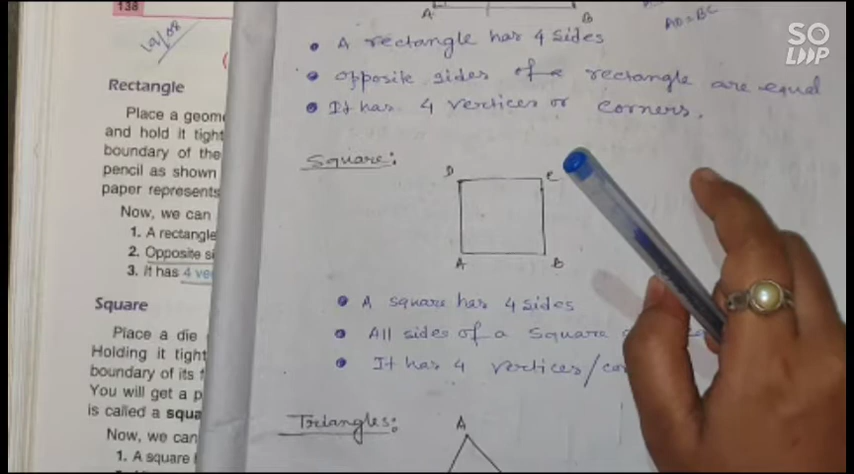 138
19/08
Rectangle
Place a geom
and hold it tight
boundary of the
pencil as shown
paper represents
Now, we can
1. A rectangle
2. Opposite si
3. It has 4 ve
Square
Place a die
Holding it tight
boundary of its f
You will get a p
is called a squa
Now, we can
1. A square
A B
AD = BC
• A rectangle has 4 sides
• Opposite sides of a rectangle are equal
• It has 4 vertices or corners.
Square:
D C
A B
• A square has 4 sides
• All sides of a square
• It has 4 vertices/co
Trelangles:
A
SO
LOOP